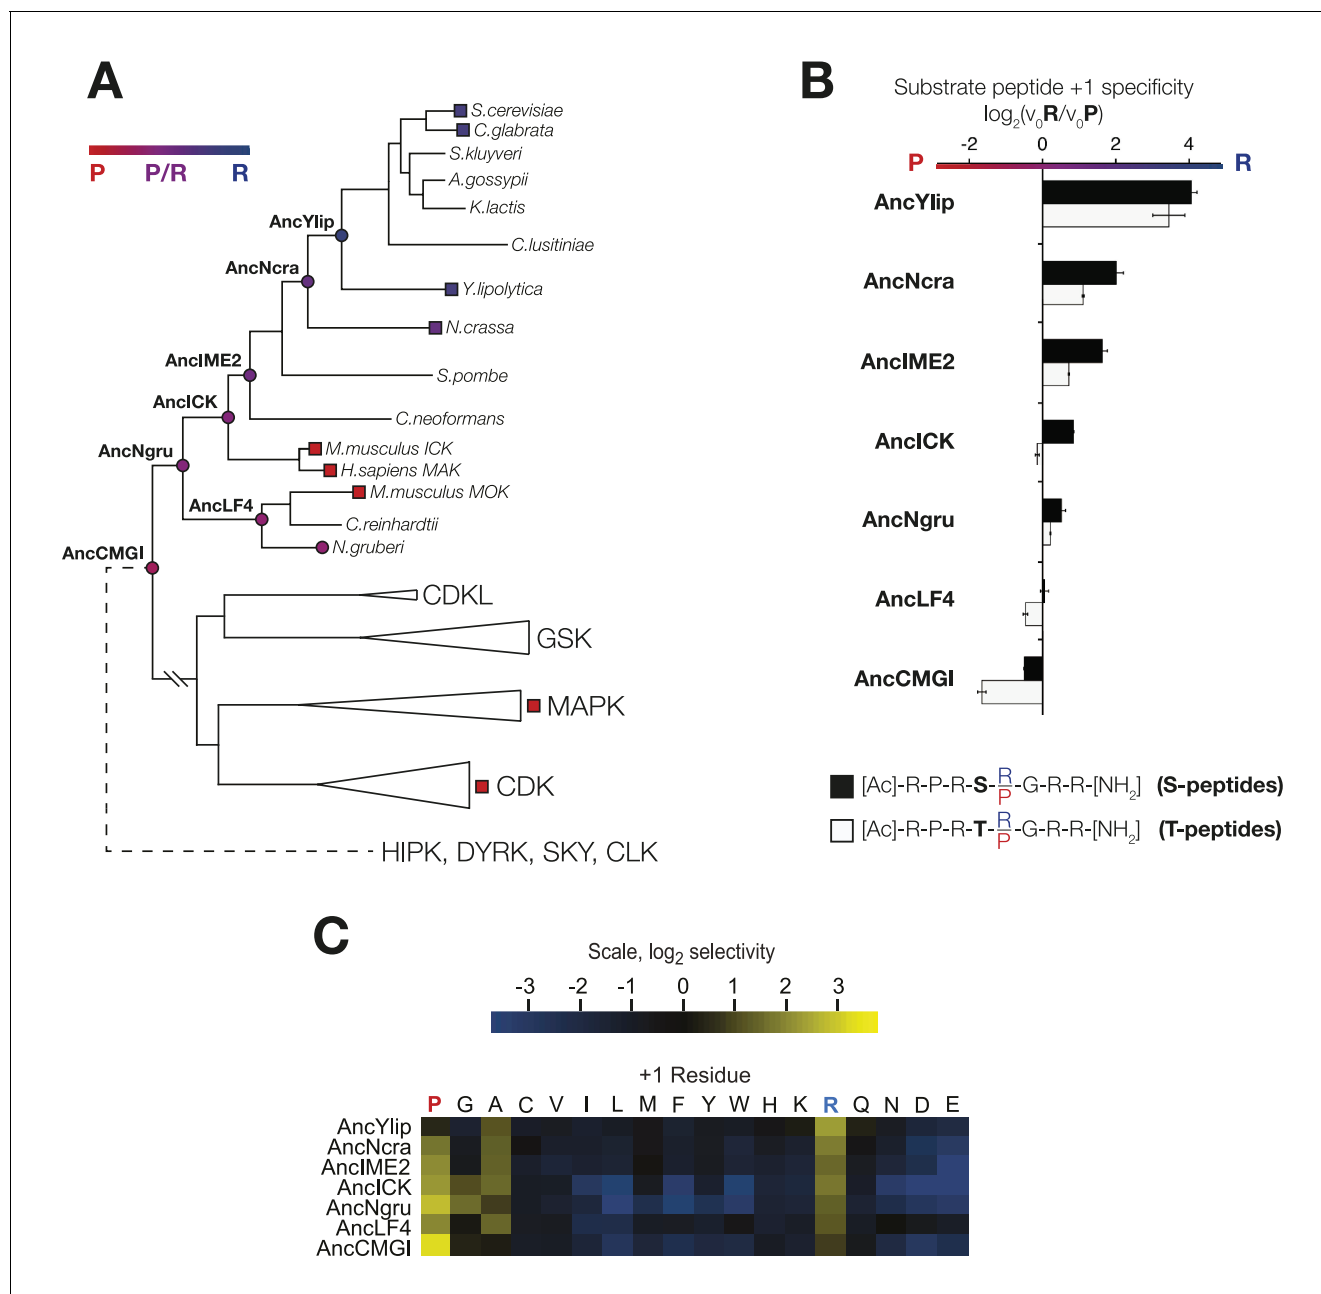 A
P P/R R
S.cerevisiae
C.glabrata
S.kluyveri
A.gossypii
K.lactis
AncYlip
C.lusitiniae
AncNcra
Y.lipolytica
N.crassa
AncIME2
S.pombe
AncICK
C.neoformans
AncNgru
M.musculus ICK
H.sapiens MAK
M.musculus MOK
AncLF4
C.reinhardtii
N.gruberi
AncCMGI
CDKL
GSK
MAPK
CDK
HIPK, DYRK, SKY, CLK
B
Substrate peptide +1 specificity
log2(v0R/v0P)
-2 0 2 4
P R
AncYlip
AncNcra
AncIME2
AncICK
AncNgru
AncLF4
AncCMGI
[Ac]-R-P-R-S-R/P-G-R-R-[NH2] (S-peptides)
[Ac]-R-P-R-T-R/P-G-R-R-[NH2] (T-peptides)
C
Scale, log2 selectivity
-3 -2 -1 0 1 2 3
+1 Residue
P G A C V I L M F Y W H K R Q N D E
AncYlip
AncNcra
AncIME2
AncICK
AncNgru
AncLF4
AncCMGI